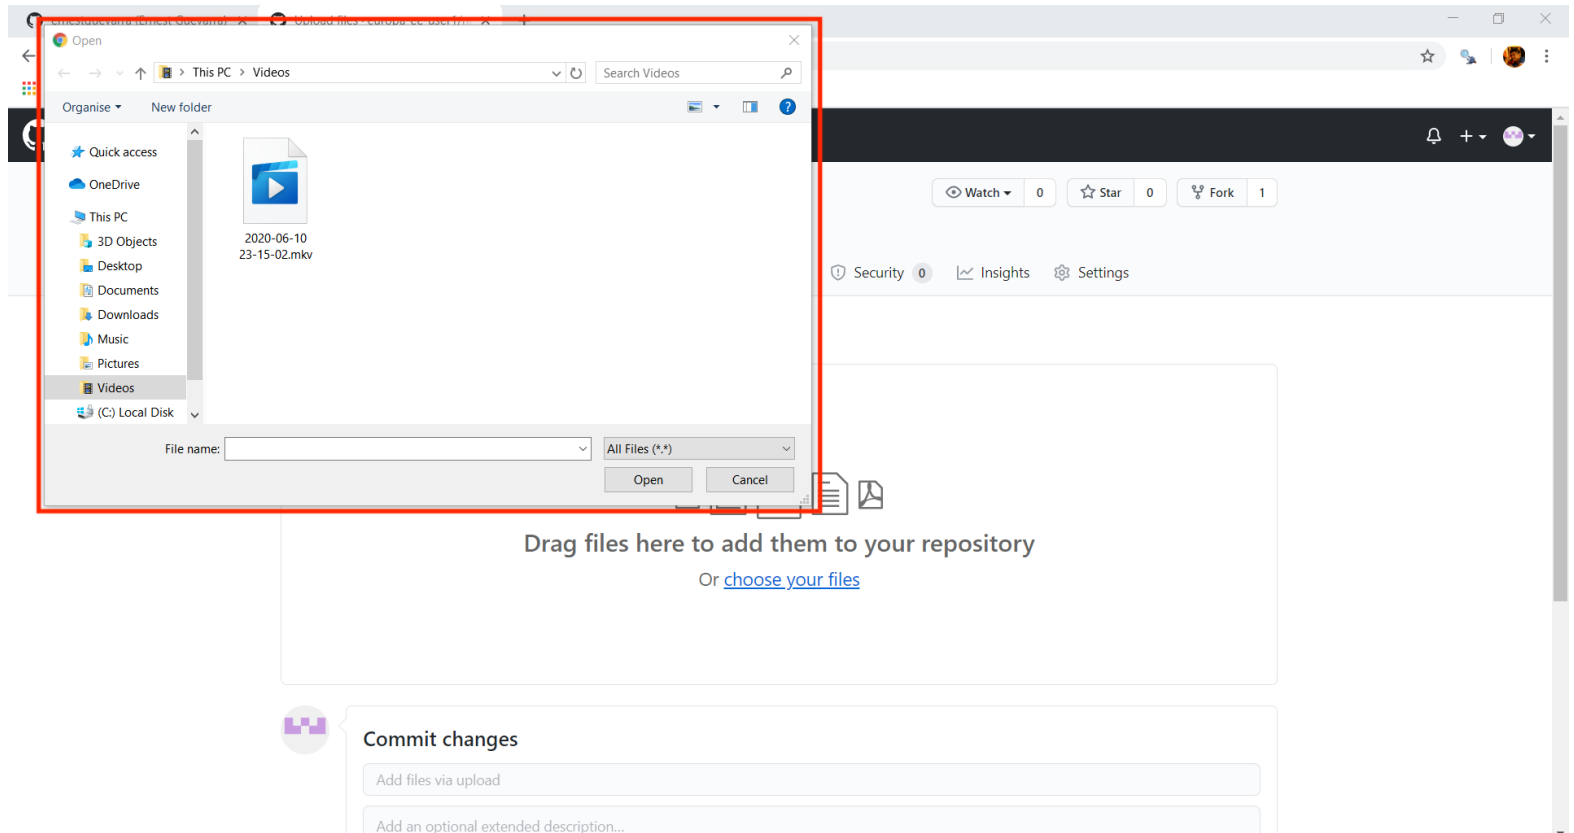 Open
This PC > Videos
Search Videos
Organise
New folder
?
Quick access
OneDrive
This PC
3D Objects
Desktop
Documents
Downloads
Music
Pictures
Videos
(C:) Local Disk
2020-06-10
23-15-02.mkv
File name:
All Files (*.*)
Open
Cancel
Watch 0
Star 0
Fork 1
Security 0
Insights
Settings
Drag files here to add them to your repository
Or choose your files
Commit changes
Add files via upload
Add an optional extended description...